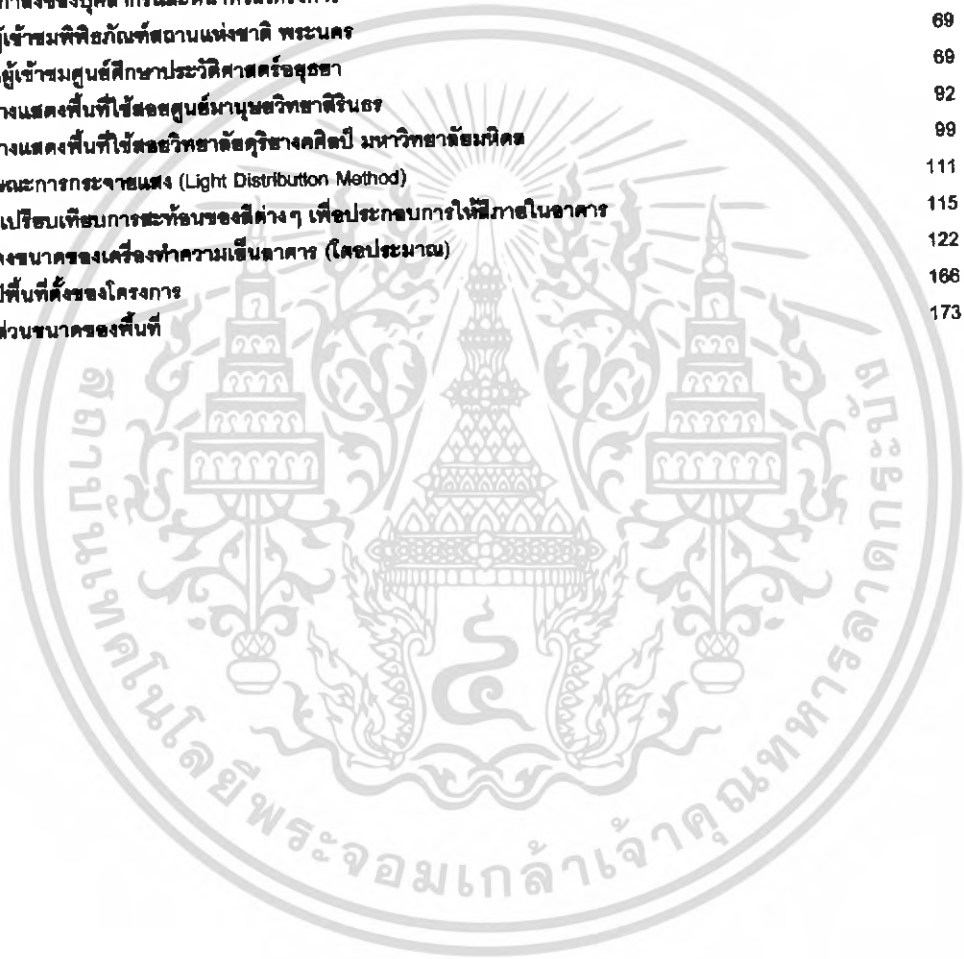 ผู้เข้าชมพิพิธภัณฑ์สถานแห่งชาติ พระนคร 69
ผู้เข้าชมศูนย์ศึกษาประวัติศาสตร์อยุธยา 69
างแสดงพื้นที่ใช้สอยศูนย์มานุษยวิทยาสิรินธร 92
างแสดงพื้นที่ใช้สอยวิทยาลัยดุริยางคศิลป์ มหาวิทยาลัยมหิดล 99
ษณะการกระจายแสง (Light Distribution Method) 111
เปรียบเทียบการสะท้อนของสีต่างๆ เพื่อประกอบการให้สีภายในอาคาร 115
งขนาดของเครื่องทำความเย็นอาคาร (โดยประมาณ) 122
พื้นที่ตั้งของโครงการ 166
ส่วนขนาดของพื้นที่ 173
สถาบันเทคโนโลยีพระจอมเกล้าเจ้าคุณทหารลาดกระบัง